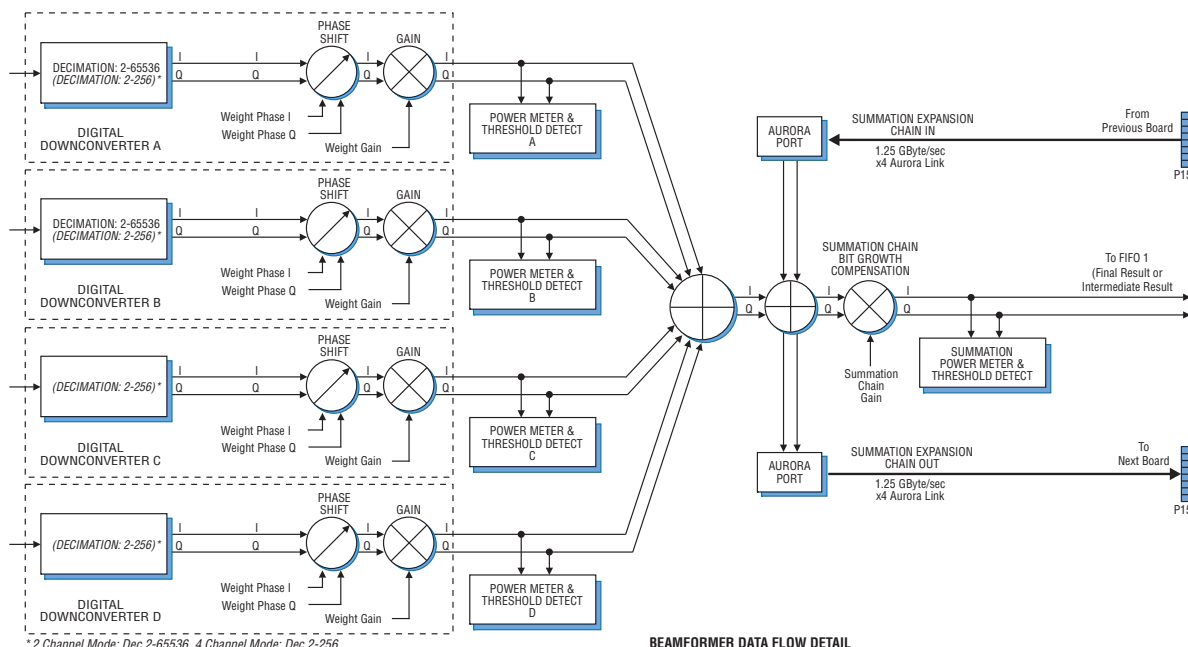 PHASE
SHIFT
GAIN
DECIMATION: 2-65536
(DECIMATION: 2-256)*
I
Q
I
Q
I
Q
I
Q
Weight Phase I
Weight Phase Q
Weight Gain
DIGITAL
DOWNCONVERTER A
POWER METER &
THRESHOLD DETECT
A
PHASE
SHIFT
GAIN
DECIMATION: 2-65536
(DECIMATION: 2-256)*
I
Q
I
Q
I
Q
I
Q
Weight Phase I
Weight Phase Q
Weight Gain
DIGITAL
DOWNCONVERTER B
POWER METER &
THRESHOLD DETECT
B
PHASE
SHIFT
GAIN
(DECIMATION: 2-256)*
I
Q
I
Q
I
Q
I
Q
Weight Phase I
Weight Phase Q
Weight Gain
DIGITAL
DOWNCONVERTER C
POWER METER &
THRESHOLD DETECT
C
PHASE
SHIFT
GAIN
(DECIMATION: 2-256)*
I
Q
I
Q
I
Q
I
Q
Weight Phase I
Weight Phase Q
Weight Gain
DIGITAL
DOWNCONVERTER D
POWER METER &
THRESHOLD DETECT
D
AURORA
PORT
SUMMATION EXPANSION
CHAIN IN
1.25 GByte/sec
x4 Aurora Link
From
Previous Board
P15
I
Q
I
Q
SUMMATION CHAIN
BIT GROWTH
COMPENSATION
I
Q
Summation
Chain
Gain
To FIFO 1
(Final Result or
Intermediate Result
SUMMATION
POWER METER &
THRESHOLD DETECT
AURORA
PORT
SUMMATION EXPANSION
CHAIN OUT
1.25 GByte/sec
x4 Aurora Link
To
Next Board
P15
* 2 Channel Mode: Dec 2-65536, 4 Channel Mode: Dec 2-256
BEAMFORMER DATA FLOW DETAIL